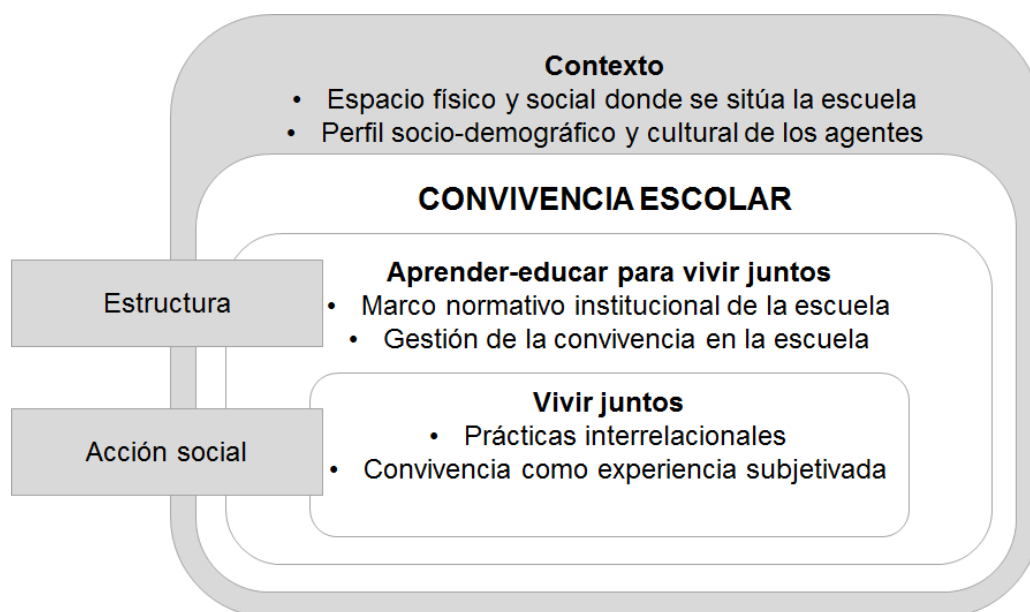 Contexto
• Espacio físico y social donde se sitúa la escuela
• Perfil socio-demográfico y cultural de los agentes
CONVIVENCIA ESCOLAR
Estructura
Aprender-educar para vivir juntos
• Marco normativo institucional de la escuela
• Gestión de la convivencia en la escuela
Acción social
Vivir juntos
• Prácticas interrelacionales
• Convivencia como experiencia subjetivada